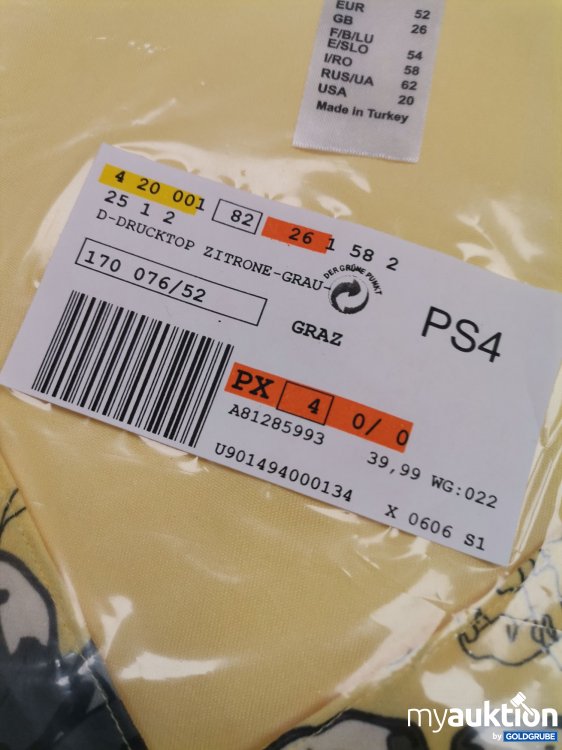 EUR 52
GB 26
F/B/LU
E/SLO 54
I/RO 58
RUS/UA 62
USA 20
Made in Turkey
4 20 001 82 26 1 58 2
25 1 2
D-DRUCKTOP ZITRONE-GRAU-
DER GRÜNE PUNKT
170 076/52
GRAZ
PS4
PX 4 0/ 0
A81285993
39,99 WG:022
U901494000134
X 0606 S1
myauktion
by GOLDGRUBE